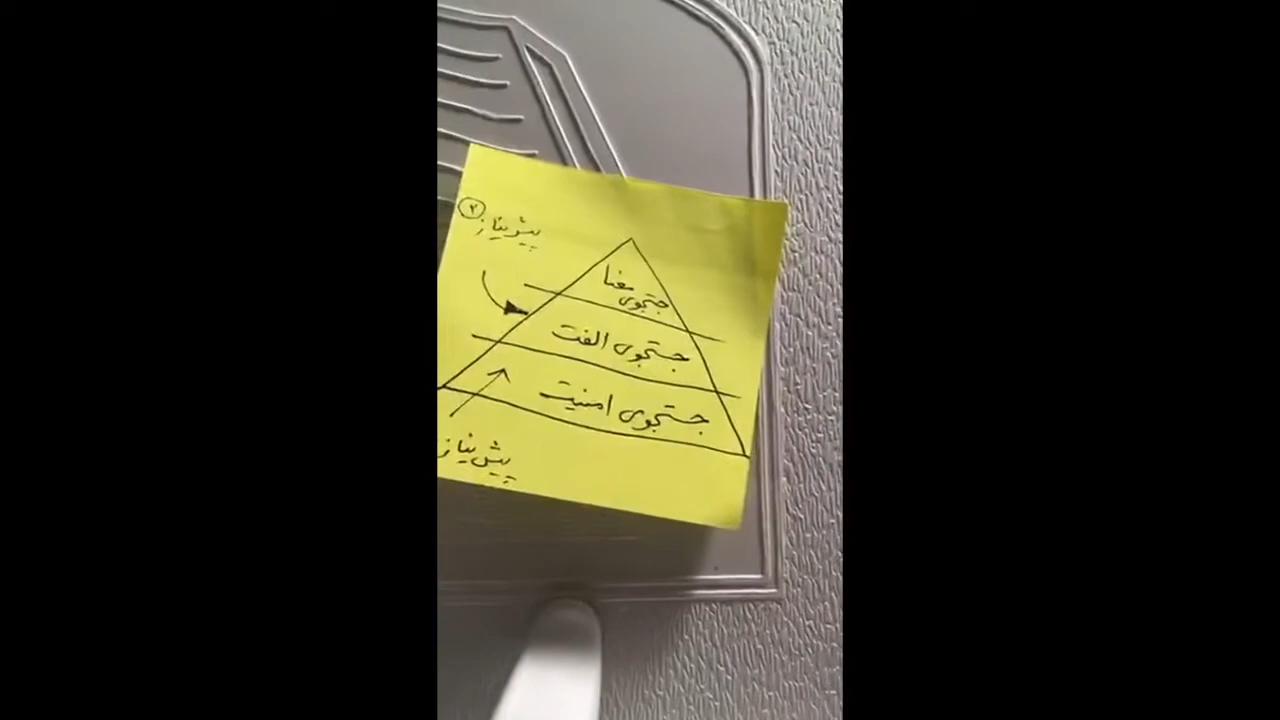 ۲
پیش نیاز
جستجوی معنا
جستجوی الفت
جستجوی امنیت
پیش نیاز